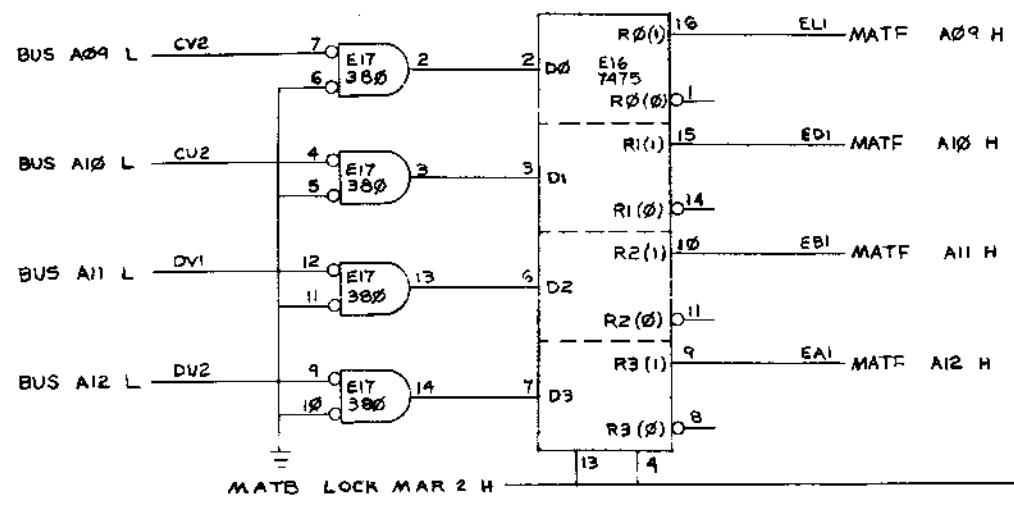 BUS AØ9 L CV2 7 6 E17 38Ø 2 2 DØ E16 7475 RØ(1) 16 EL1 MATF AØ9 H
RØ(Ø) 1
BUS A1Ø L CU2 4 5 E17 38Ø 3 3 D1 R1(1) 15 ED1 MATF A1Ø H
R1(Ø) 14
BUS A11 L DV1 12 11 E17 38Ø 13 6 D2 R2(1) 1Ø EB1 MATF A11 H
R2(Ø) 11
BUS A12 L DU2 9 1Ø E17 38Ø 14 7 D3 R3(1) 9 EA1 MATF A12 H
R3(Ø) 8
13 4
MATB LOCK MAR 2 H